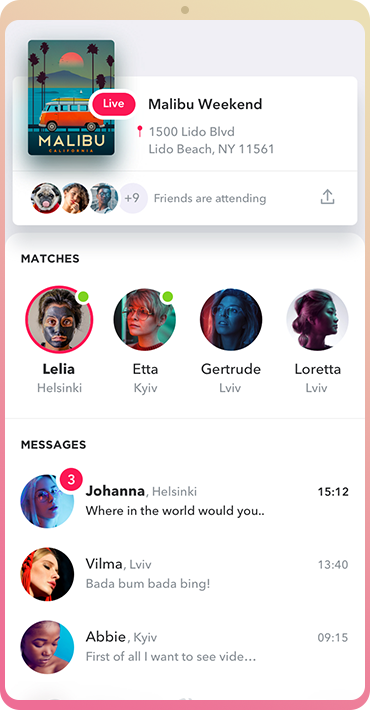 MALIBU
CALIFORNIA
Live
Malibu Weekend
1500 Lido Blvd
Lido Beach, NY 11561
+9
Friends are attending
MATCHES
Lelia
Helsinki
Etta
Kyiv
Gertrude
Lviv
Loretta
Lviv
MESSAGES
3
Johanna, Helsinki
15:12
Where in the world would you..
Vilma, Lviv
13:40
Bada bum bada bing!
Abbie, Kyiv
09:15
First of all I want to see vide…